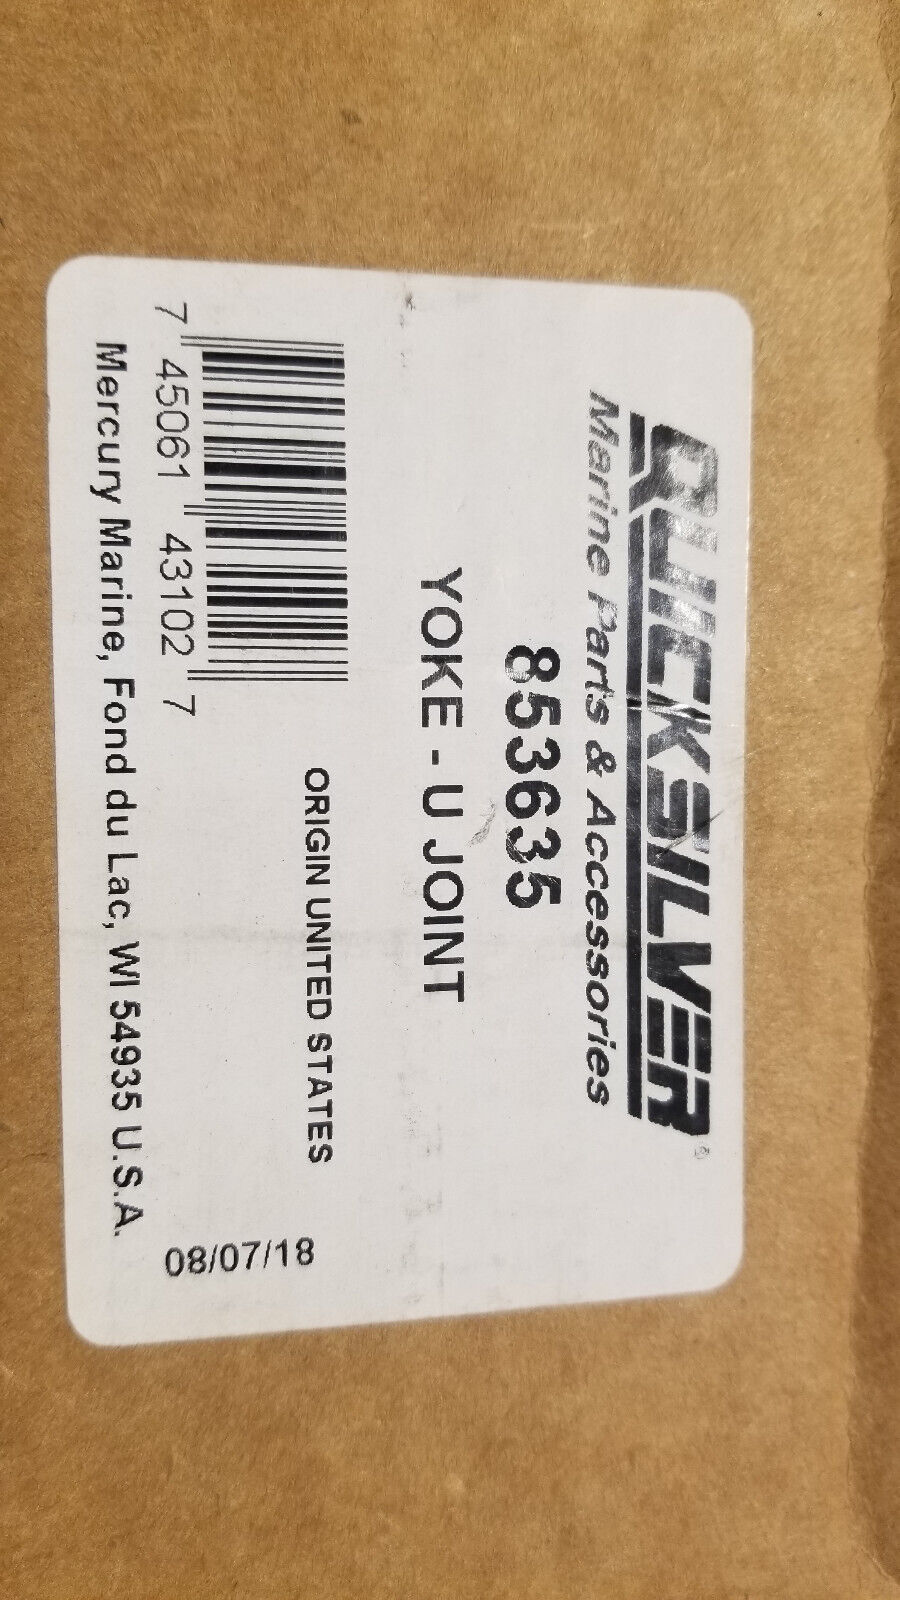 QUICKSILVER®
Marine Parts & Accessories
853635
YOKE - U JOINT
ORIGIN UNITED STATES
7 45061 43102 7
08/07/18
Mercury Marine, Fond du Lac, WI 54935 U.S.A.